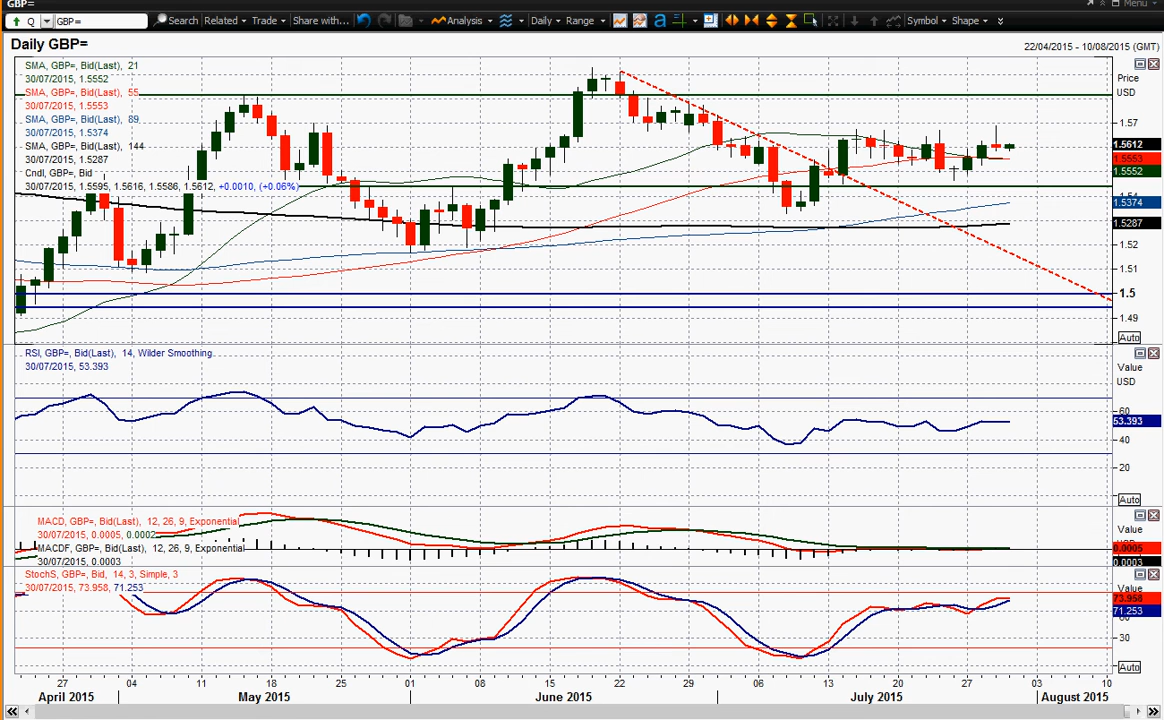 GBP=
Menu
Q GBP= Search Related Trade Share with... Analysis Daily Range a Symbol Shape
Daily GBP=
22/04/2015 - 10/08/2015 (GMT)
SMA, GBP=, Bid(Last), 21
30/07/2015, 1.5552
SMA, GBP=, Bid(Last), 55
30/07/2015, 1.5553
SMA, GBP=, Bid(Last), 89
30/07/2015, 1.5374
SMA, GBP=, Bid(Last), 144
30/07/2015, 1.5287
Cndl, GBP=, Bid
30/07/2015, 1.5595, 1.5616, 1.5586, 1.5612, +0.0010, (+0.06%)
Price
USD
1.57
1.5612
1.5553
1.5552
1.54
1.5374
1.5287
1.52
1.51
1.5
1.49
Auto
RSI, GBP=, Bid(Last), 14, Wilder Smoothing
30/07/2015, 53.393
Value
USD
60
53.393
40
20
Auto
MACD, GBP=, Bid(Last), 12, 26, 9, Exponential
30/07/2015, 0.0005, 0.0002
MACDF, GBP=, Bid(Last), 12, 26, 9, Exponential
30/07/2015, 0.0003
Value
0.0005
0.0003
StochS, GBP=, Bid, 14, 3, Simple, 3
30/07/2015, 73.958, 71.253
Value
73.958
71.253
60
30
Auto
27 04 11 18 25 01 08 15 22 29 06 13 20 27 03 10
April 2015 May 2015 June 2015 July 2015 August 2015